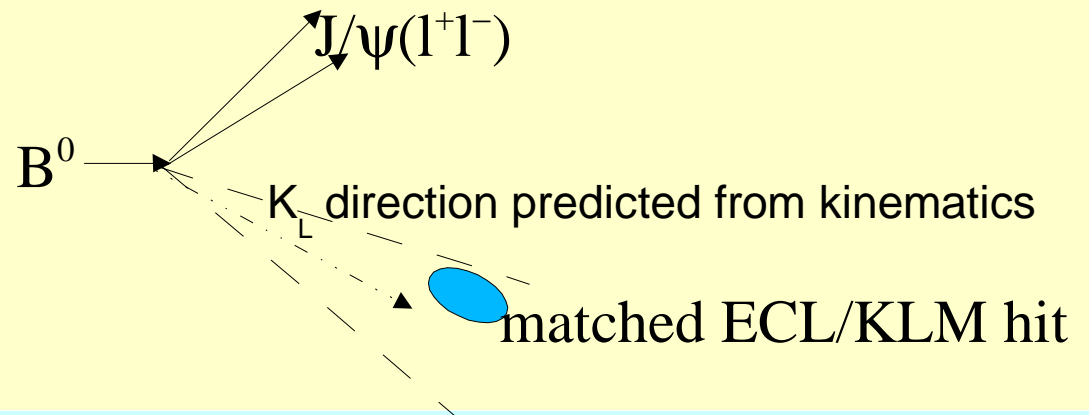 J/ψ(l⁺l⁻)
B⁰
K_L direction predicted from kinematics
matched ECL/KLM hit